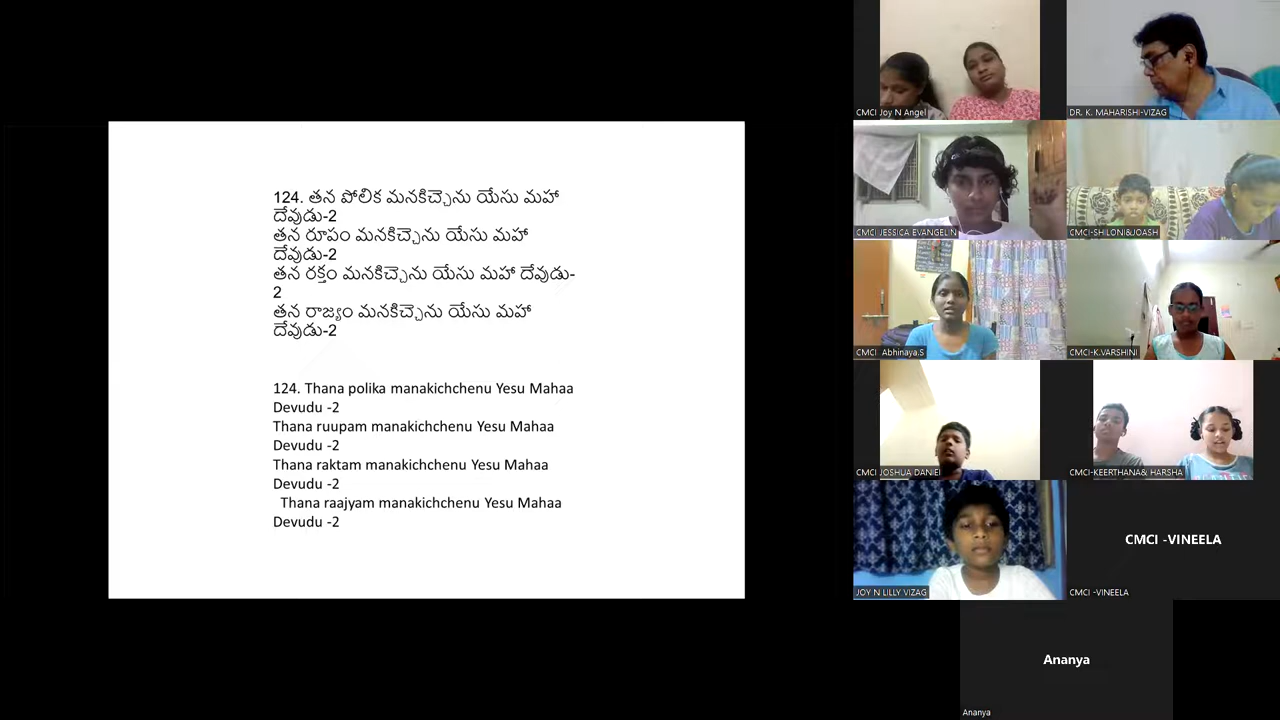 124. తన పోలిక మనకిచ్చెను యేసు మహా
దేవుడు-2
తన రూపం మనకిచ్చెను యేసు మహా
దేవుడు-2
తన రక్తం మనకిచ్చెను యేసు మహా దేవుడు-
2
తన రాజ్యం మనకిచ్చెను యేసు మహా
దేవుడు-2
124. Thana polika manakichchenu Yesu Mahaa
Devudu -2
Thana ruupam manakichchenu Yesu Mahaa
Devudu -2
Thana raktam manakichchenu Yesu Mahaa
Devudu -2
Thana raajyam manakichchenu Yesu Mahaa
Devudu -2
CMCI Joy N Angel
DR. K. MAHARISHI-VIZAG
CMCI JESSICA EVANGELIN
CMCI-SHILONI&JOASH
CMCI Abhinaya.S
CMCI-K.VARSHINI
CMCI JOSHUA DANIEL
CMCI-KEERTHANA& HARSHA
JOY N LILLY VIZAG
CMCI -VINEELA
CMCI -VINEELA
Ananya
Ananya